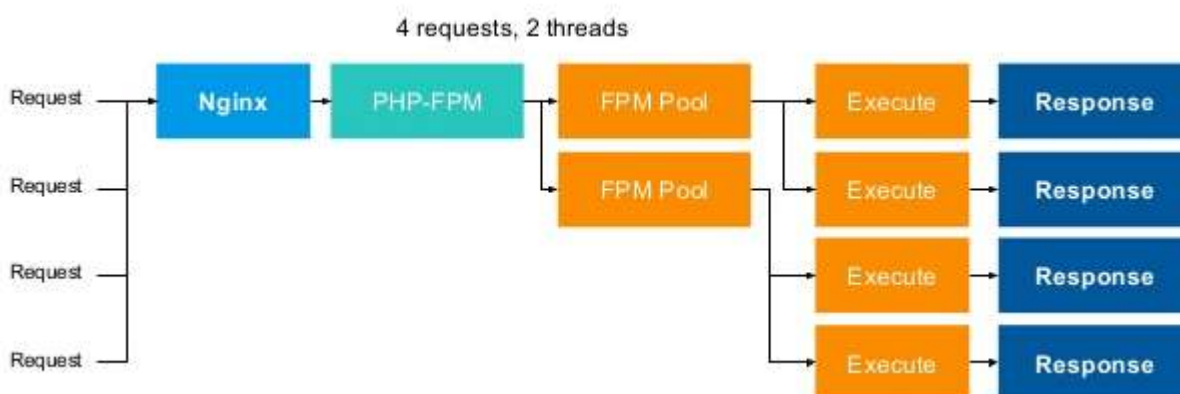 4 requests, 2 threads
Request Nginx PHP-FPM FPM Pool Execute Response
Request FPM Pool Execute Response
Request Execute Response
Request Execute Response